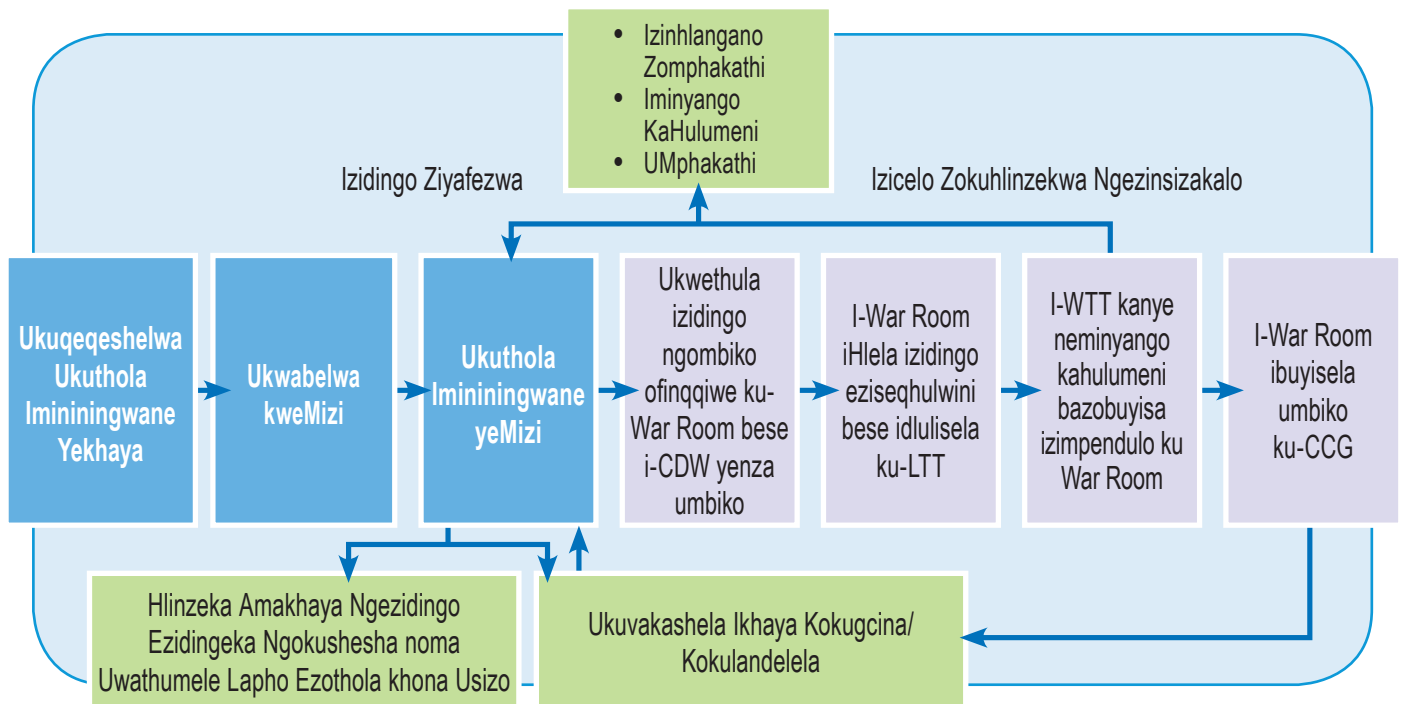 • Izinhlangano
Zomphakathi
• Iminyango
KaHulumeni
• UMphakathi
Izidingo Ziyafezwa
Izicelo Zokuhlinzekwa Ngezinsizakalo
Ukuqeqeshelwa
Ukuthola
Imininingwane
Yekhaya
Ukwabelwa
kweMizi
Ukuthola
Imininingwane
yeMizi
Ukwethula
izidingo
ngombiko
ofinqqiwe ku-
War Room bese
i-CDW yenza
umbiko
I-War Room
iHlela izidingo
eziseqhulwini
bese idlulisela
ku-LTT
I-WTT kanye
neminyango
kahulumeni
bazobuyisa
izimpendulo ku
War Room
I-War Room
ibuyisela
umbiko
ku-CCG
Hlinzeka Amakhaya Ngezidingo
Ezidingeka Ngokushesha noma
Uwathumele Lapho Ezothola khona Usizo
Ukuvakashela Ikhaya Kokugcina/
Kokulandelela